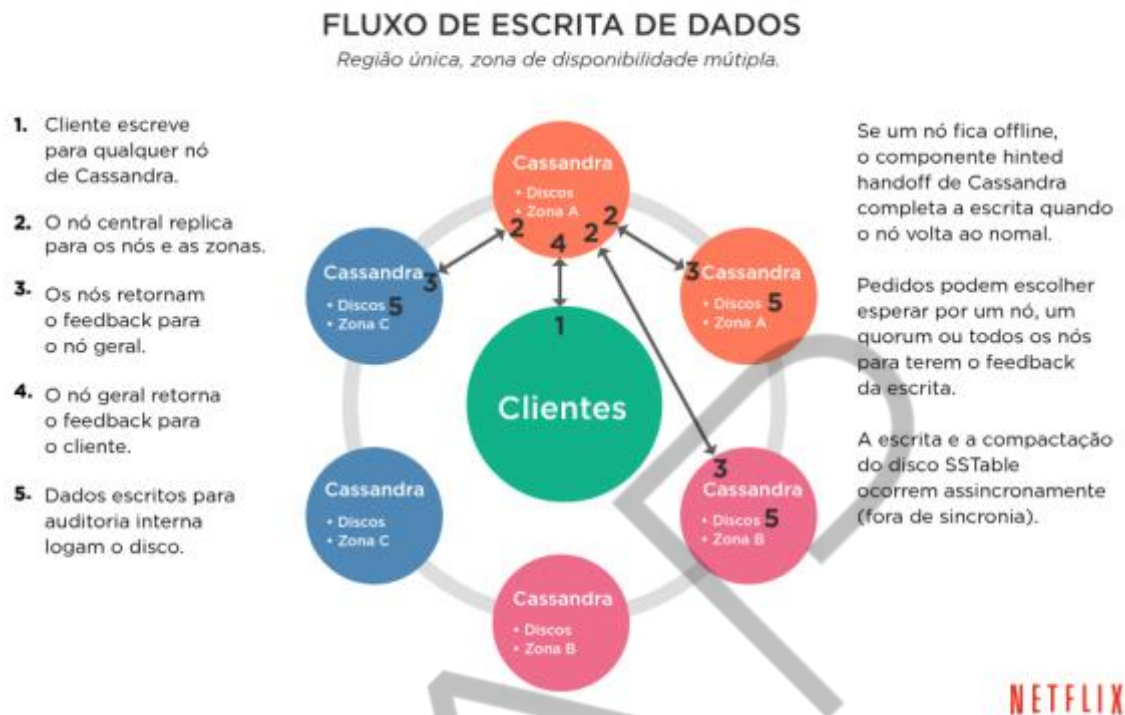 FLUXO DE ESCRITA DE DADOS
Região única, zona de disponibilidade mútipla.
1. Cliente escreve
para qualquer nó
de Cassandra.
2. O nó central replica
para os nós e as zonas.
3. Os nós retornam
o feedback para
o nó geral.
4. O nó geral retorna
o feedback para
o cliente.
5. Dados escritos para
auditoria interna
logam o disco.
Cassandra
• Discos
• Zona A
2
4
2
2
Cassandra
3
• Discos 5
• Zona C
3
Cassandra
• Discos 5
• Zona A
1
Clientes
Cassandra
• Discos
• Zona C
3
Cassandra
• Discos 5
• Zona B
Cassandra
• Discos
• Zona B
Se um nó fica offline,
o componente hinted
handoff de Cassandra
completa a escrita quando
o nó volta ao nomal.
Pedidos podem escolher
esperar por um nó, um
quorum ou todos os nós
para terem o feedback
da escrita.
A escrita e a compactação
do disco SSTable
ocorrem assincronamente
(fora de sincronia).
NETFLIX